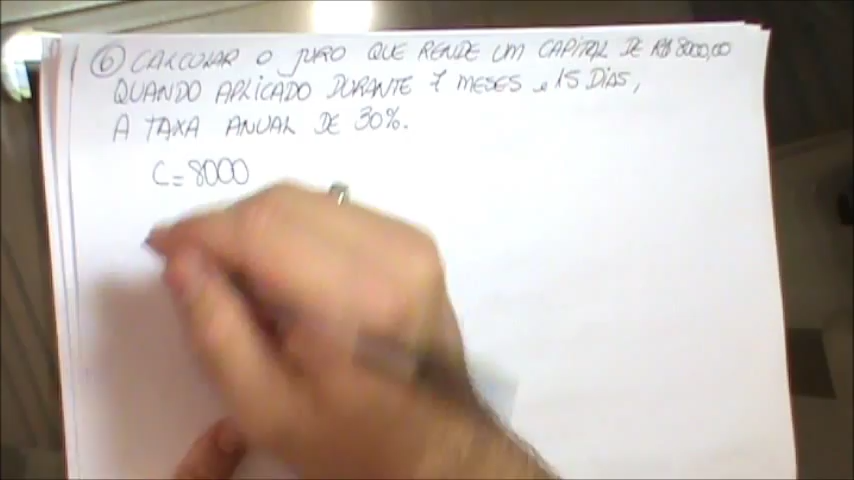 6 CALCULAR O JURO QUE RENDE UM CAPITAL DE R$ 8000,00
QUANDO APLICADO DURANTE 7 MESES e 15 DIAS,
A TAXA ANUAL DE 30%.
C = 8000